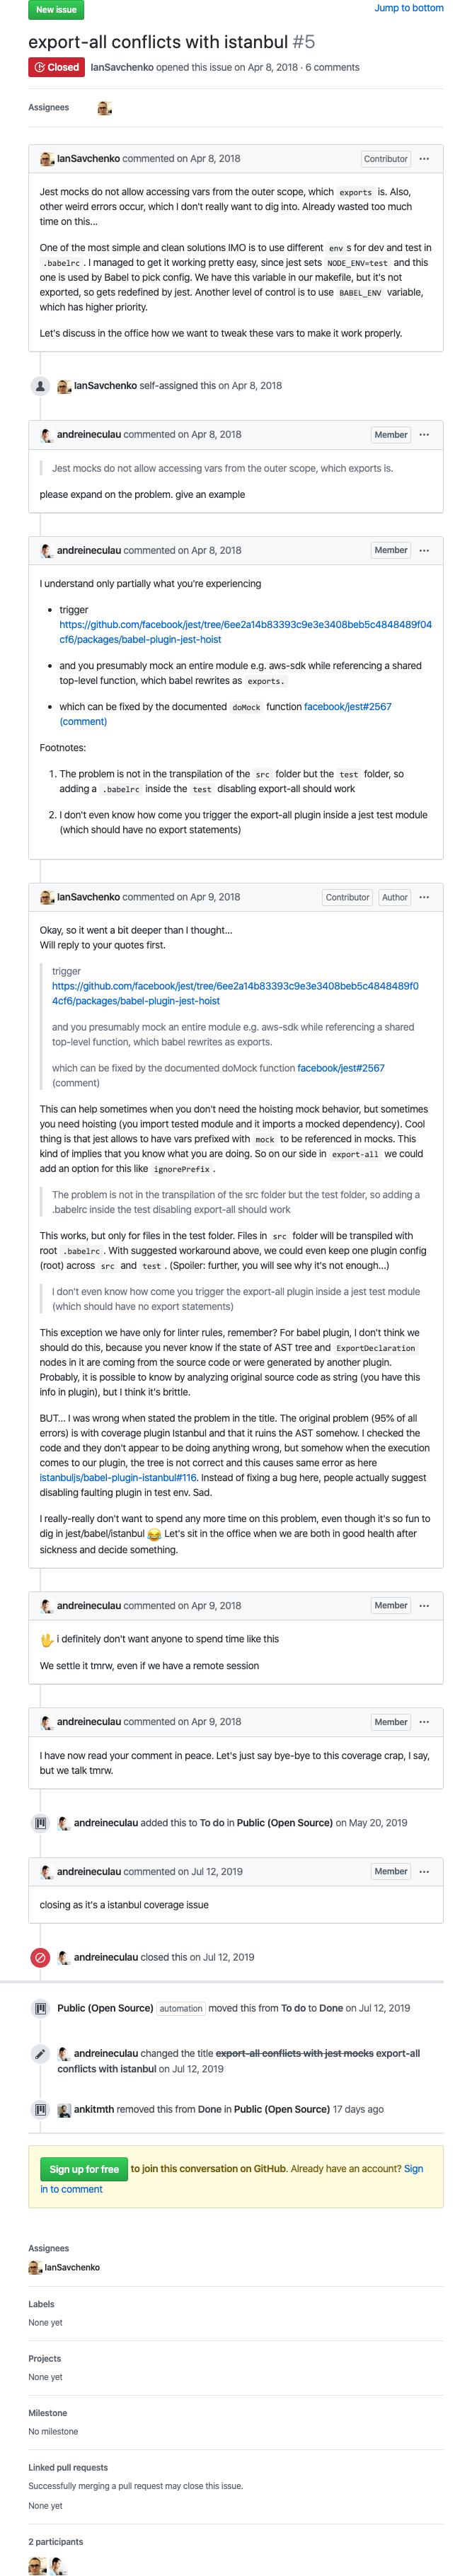 New issue
Jump to bottom
export-all conflicts with istanbul #5
Closed
IanSavchenko opened this issue on Apr 8, 2018 · 6 comments
Assignees
IanSavchenko commented on Apr 8, 2018
Contributor
Jest mocks do not allow accessing vars from the outer scope, which exports is. Also,
other weird errors occur, which I don't really want to dig into. Already wasted too much
time on this...
One of the most simple and clean solutions IMO is to use different env s for dev and test in
.babelrc . I managed to get it working pretty easy, since jest sets NODE_ENV=test and this
one is used by Babel to pick config. We have this variable in our makefile, but it's not
exported, so gets redefined by jest. Another level of control is to use BABEL_ENV variable,
which has higher priority.
Let's discuss in the office how we want to tweak these vars to make it work properly.
IanSavchenko self-assigned this on Apr 8, 2018
andreineculau commented on Apr 8, 2018
Member
Jest mocks do not allow accessing vars from the outer scope, which exports is.
please expand on the problem. give an example
andreineculau commented on Apr 8, 2018
Member
I understand only partially what you're experiencing
• trigger
https://github.com/facebook/jest/tree/6ee2a14b83393c9e3e3408beb5c4848489f04
cf6/packages/babel-plugin-jest-hoist
• and you presumably mock an entire module e.g. aws-sdk while referencing a shared
top-level function, which babel rewrites as exports.
• which can be fixed by the documented doMock function facebook/jest#2567
(comment)
Footnotes:
1. The problem is not in the transpilation of the src folder but the test folder, so
adding a .babelrc inside the test disabling export-all should work
2. I don't even know how come you trigger the export-all plugin inside a jest test module
(which should have no export statements)
IanSavchenko commented on Apr 9, 2018
Contributor
Author
Okay, so it went a bit deeper than I thought...
Will reply to your quotes first.
trigger
https://github.com/facebook/jest/tree/6ee2a14b83393c9e3e3408beb5c4848489f0
4cf6/packages/babel-plugin-jest-hoist
and you presumably mock an entire module e.g. aws-sdk while referencing a shared
top-level function, which babel rewrites as exports.
which can be fixed by the documented doMock function facebook/jest#2567
(comment)
This can help sometimes when you don't need the hoisting mock behavior, but sometimes
you need hoisting (you import tested module and it imports a mocked dependency). Cool
thing is that jest allows to have vars prefixed with mock to be referenced in mocks. This
kind of implies that you know what you are doing. So on our side in export-all we could
add an option for this like ignorePrefix .
The problem is not in the transpilation of the src folder but the test folder, so adding a
.babelrc inside the test disabling export-all should work
This works, but only for files in the test folder. Files in src folder will be transpiled with
root .babelrc . With suggested workaround above, we could even keep one plugin config
(root) across src and test . (Spoiler: further, you will see why it's not enough...)
I don't even know how come you trigger the export-all plugin inside a jest test module
(which should have no export statements)
This exception we have only for linter rules, remember? For babel plugin, I don't think we
should do this, because you never know if the state of AST tree and ExportDeclaration
nodes in it are coming from the source code or were generated by another plugin.
Probably, it is possible to know by analyzing original source code as string (you have this
info in plugin), but I think it's brittle.
BUT... I was wrong when stated the problem in the title. The original problem (95% of all
errors) is with coverage plugin Istanbul and that it ruins the AST somehow. I checked the
code and they don't appear to be doing anything wrong, but somehow when the execution
comes to our plugin, the tree is not correct and this causes same error as here
istanbuljs/babel-plugin-istanbul#116. Instead of fixing a bug here, people actually suggest
disabling faulting plugin in test env. Sad.
I really-really don't want to spend any more time on this problem, even though it's so fun to
dig in jest/babel/istanbul 😂 Let's sit in the office when we are both in good health after
sickness and decide something.
andreineculau commented on Apr 9, 2018
Member
🖖 i definitely don't want anyone to spend time like this
We settle it tmrw, even if we have a remote session
andreineculau commented on Apr 9, 2018
Member
I have now read your comment in peace. Let's just say bye-bye to this coverage crap, I say,
but we talk tmrw.
andreineculau added this to To do in Public (Open Source) on May 20, 2019
andreineculau commented on Jul 12, 2019
Member
closing as it's a istanbul coverage issue
andreineculau closed this on Jul 12, 2019
Public (Open Source) automation moved this from To do to Done on Jul 12, 2019
andreineculau changed the title export-all conflicts with jest mocks export-all
conflicts with istanbul on Jul 12, 2019
ankitmth removed this from Done in Public (Open Source) 17 days ago
Sign up for free to join this conversation on GitHub. Already have an account? Sign
in to comment
Assignees
IanSavchenko
Labels
None yet
Projects
None yet
Milestone
No milestone
Linked pull requests
Successfully merging a pull request may close this issue.
None yet
2 participants